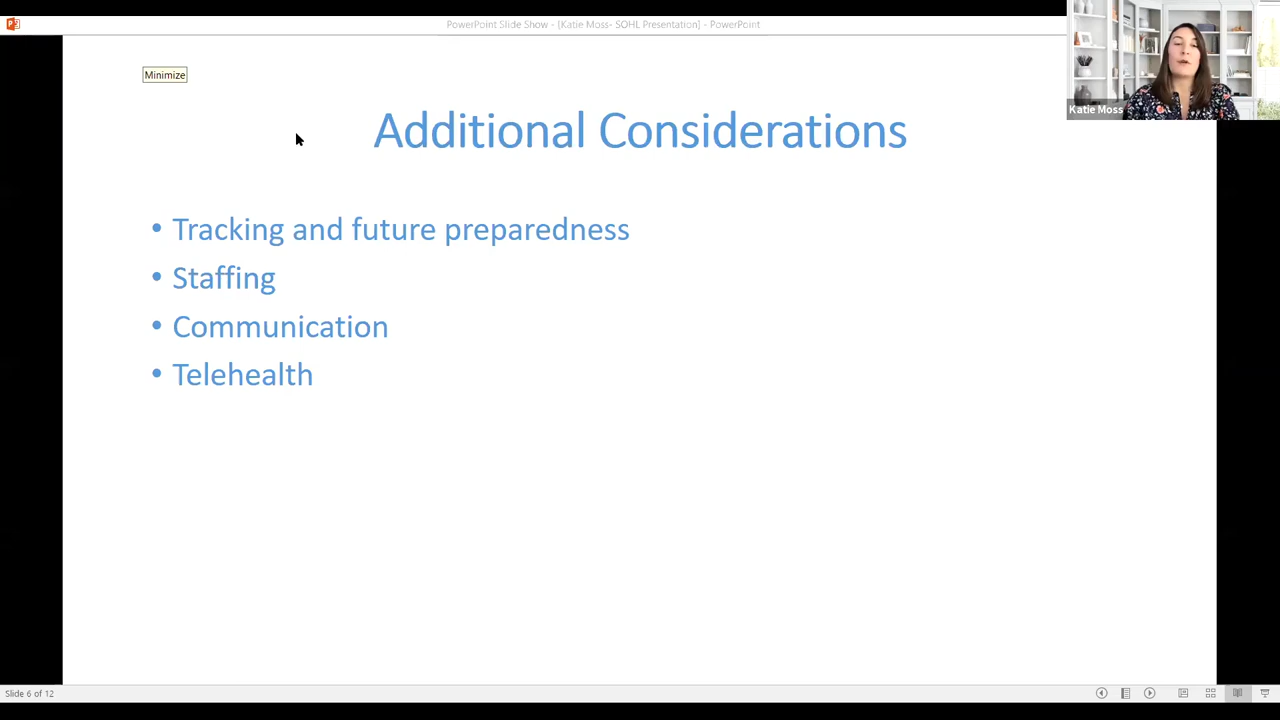 PowerPoint Slide Show - [Katie Moss- SOHL Presentation] - PowerPoint
Minimize
Katie Moss
Additional Considerations
• Tracking and future preparedness
• Staffing
• Communication
• Telehealth
Slide 6 of 12